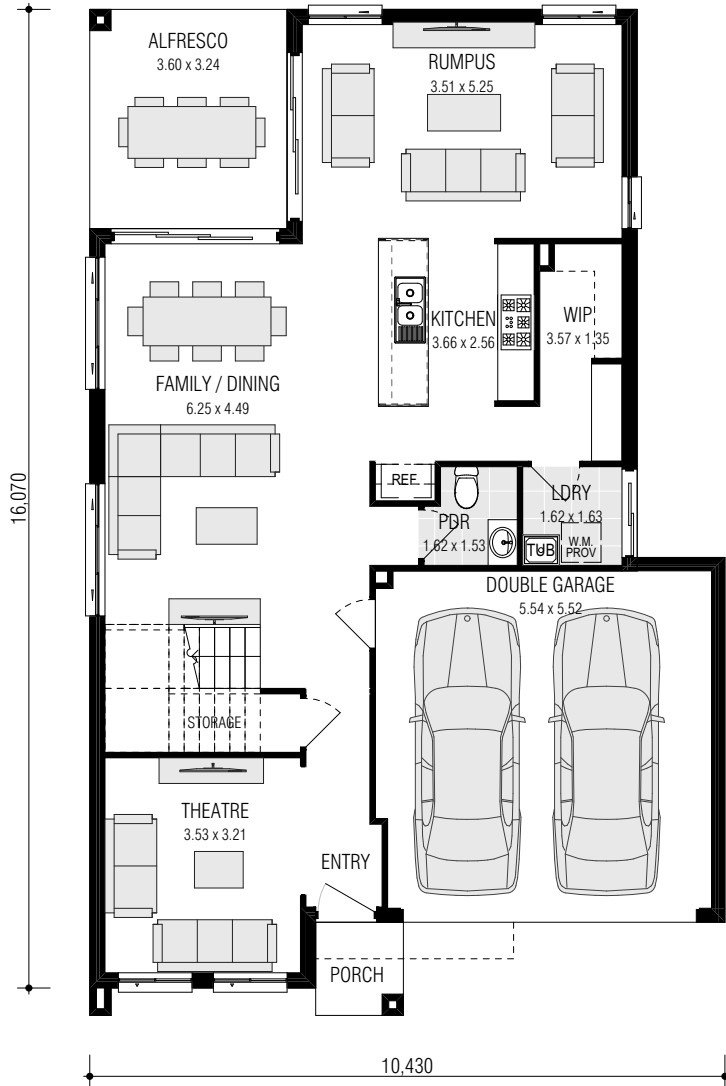 ALFRESCO
3.60 x 3.24
RUMPUS
3.51 x 5.25
KITCHEN
3.66 x 2.56
WIP
3.57 x 1.35
FAMILY / DINING
6.25 x 4.49
16,070
REF
PDR
1.62 x 1.53
LDRY
1.62 x 1.63
TUB
W.M.
PROV
DOUBLE GARAGE
5.54 x 5.52
STORAGE
THEATRE
3.53 x 3.21
ENTRY
PORCH
10,430